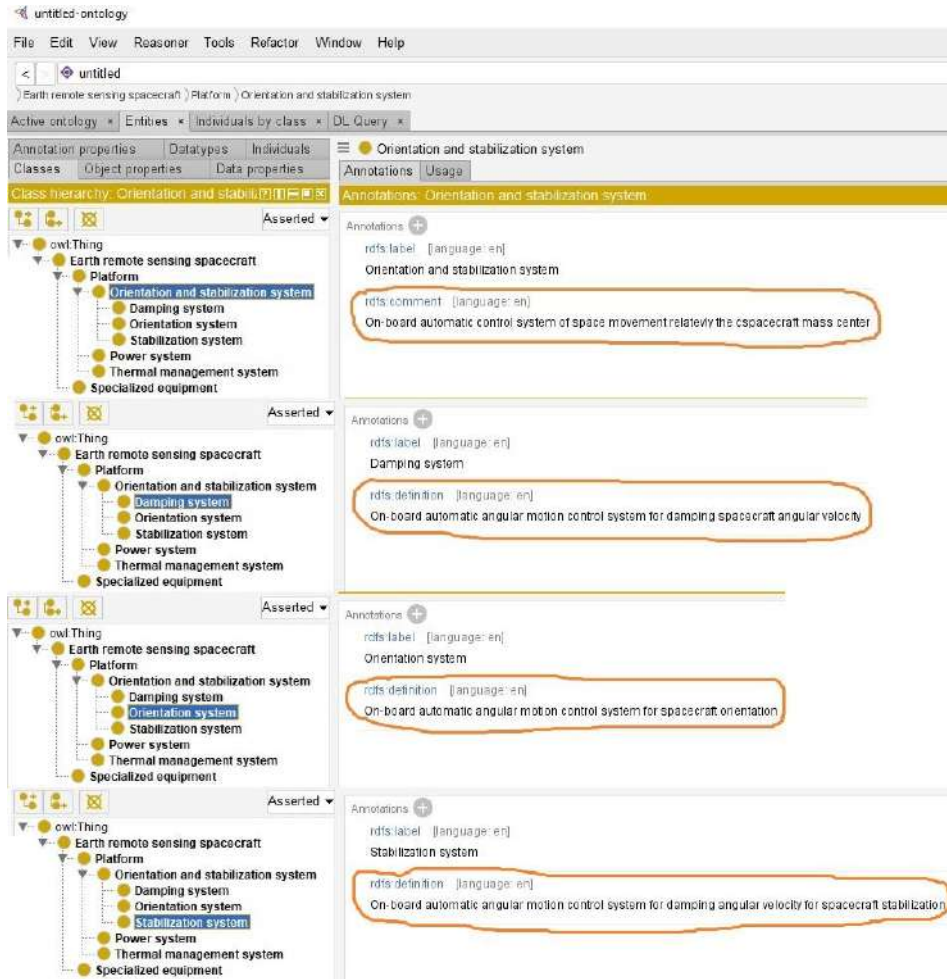 untitled-ontology
File Edit View Reasoner Tools Refactor Window Help
< > untitled
Earth remote sensing spacecraft Platform Orientation and stabilization system
Active ontology × Entities × Individuals by class × DL Query ×
Annotation properties Datatypes Individuals
Classes Object properties Data properties
Orientation and stabilization system
Annotations Usage
Class hierarchy: Orientation and stabili
Annotations: Orientation and stabilization system
Asserted
owl:Thing
Earth remote sensing spacecraft
Platform
Orientation and stabilization system
Damping system
Orientation system
Stabilization system
Power system
Thermal management system
Specialized equipment
Annotations
rdfs:label [language: en]
Orientation and stabilization system
rdfs:comment [language: en]
On-board automatic control system of space movement relatevly the cspacecraft mass center
Asserted
owl:Thing
Earth remote sensing spacecraft
Platform
Orientation and stabilization system
Damping system
Orientation system
Stabilization system
Power system
Thermal management system
Specialized equipment
Annotations
rdfs:label [language: en]
Damping system
rdfs:definition [language: en]
On-board automatic angular motion control system for damping spacecraft angular velocity
Asserted
owl:Thing
Earth remote sensing spacecraft
Platform
Orientation and stabilization system
Damping system
Orientation system
Stabilization system
Power system
Thermal management system
Specialized equipment
Annotations
rdfs:label [language: en]
Orientation system
rdfs:definition [language: en]
On-board automatic angular motion control system for spacecraft orientation
Asserted
owl:Thing
Earth remote sensing spacecraft
Platform
Orientation and stabilization system
Damping system
Orientation system
Stabilization system
Power system
Thermal management system
Specialized equipment
Annotations
rdfs:label [language: en]
Stabilization system
rdfs:definition [language: en]
On-board automatic angular motion control system for damping angular velocity for spacecraft stabilization